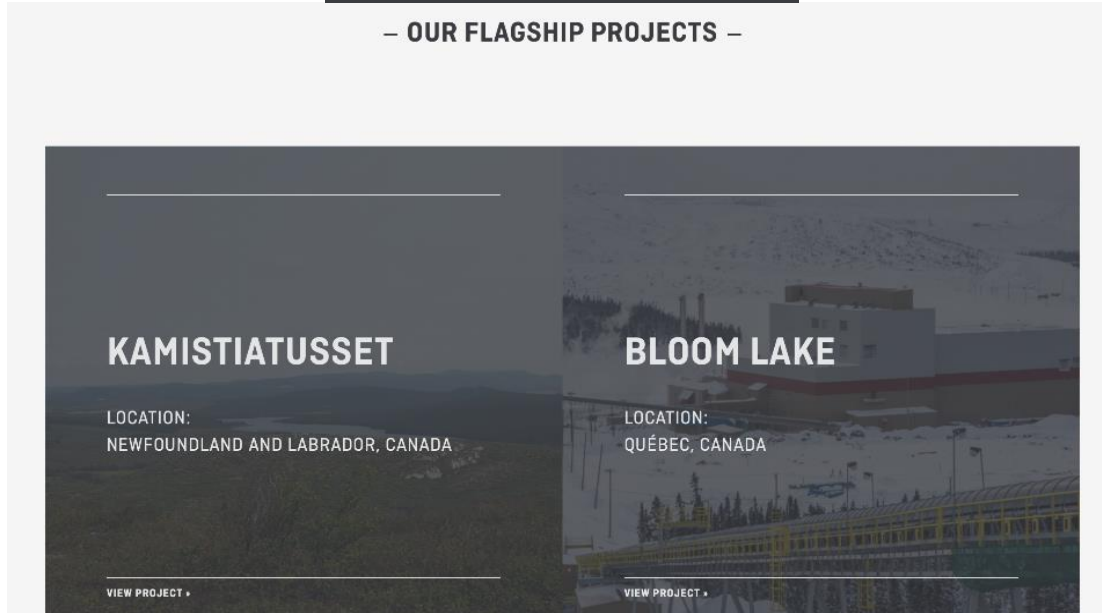 – OUR FLAGSHIP PROJECTS –
KAMISTIATUSSET
LOCATION:
NEWFOUNDLAND AND LABRADOR, CANADA
VIEW PROJECT ›
BLOOM LAKE
LOCATION:
QUÉBEC, CANADA
VIEW PROJECT ›